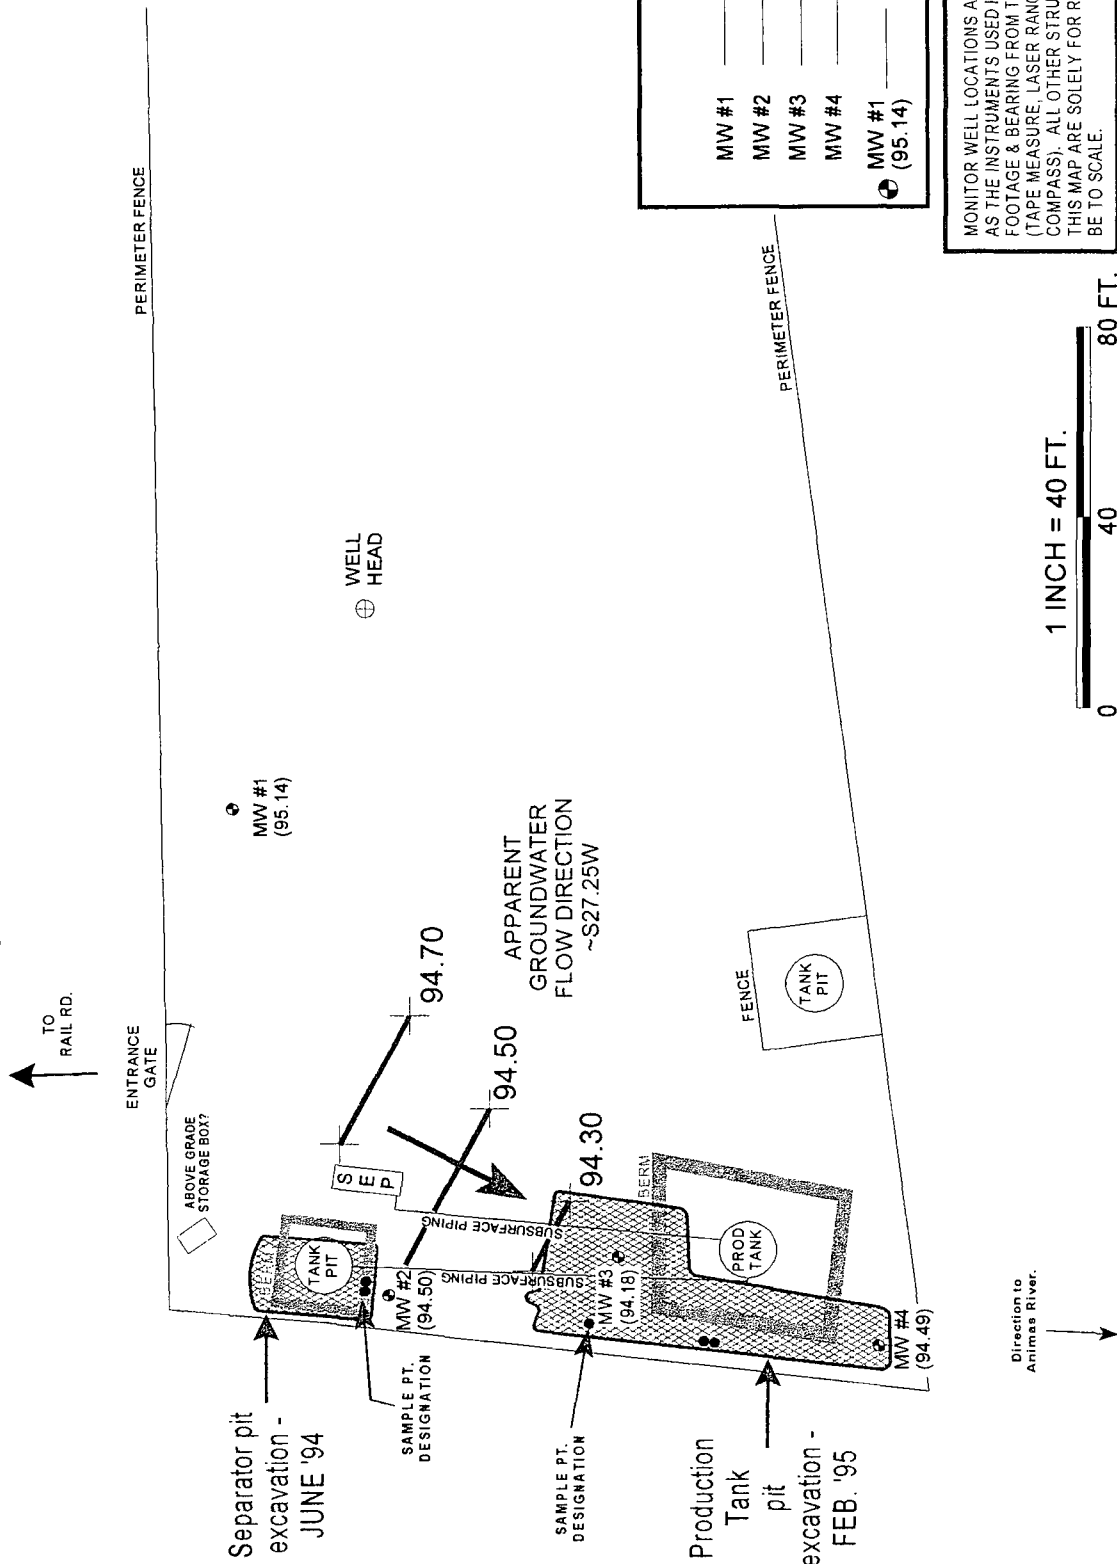 TO
RAIL RD.
ENTRANCE
GATE
PERIMETER FENCE
ABOVE GRADE
STORAGE BOX?
Separator pit
excavation -
JUNE '94
BERM
TANK
PIT
SEP
SAMPLE PT.
DESIGNATION
MW #2
(94.50)
SUBSURFACE PIPING
SUBSURFACE PIPING
94.70
94.50
94.30
MW #1
(95.14)
WELL
HEAD
APPARENT
GROUNDWATER
FLOW DIRECTION
~S27.25W
SAMPLE PT.
DESIGNATION
MW #3
(94.18)
BERM
PROD
TANK
Production
Tank
pit
excavation -
FEB. '95
MW #4
(94.49)
FENCE
TANK
PIT
PERIMETER FENCE
Direction to
Animas River.
1 INCH = 40 FT.
0 40 80 FT.
MW #1
MW #2
MW #3
MW #4
MW #1
(95.14)
MONITOR WELL LOCATIONS A
AS THE INSTRUMENTS USED
FOOTAGE & BEARING FROM T
(TAPE MEASURE, LASER RANG
COMPASS). ALL OTHER STRU
THIS MAP ARE SOLELY FOR R
BE TO SCALE.